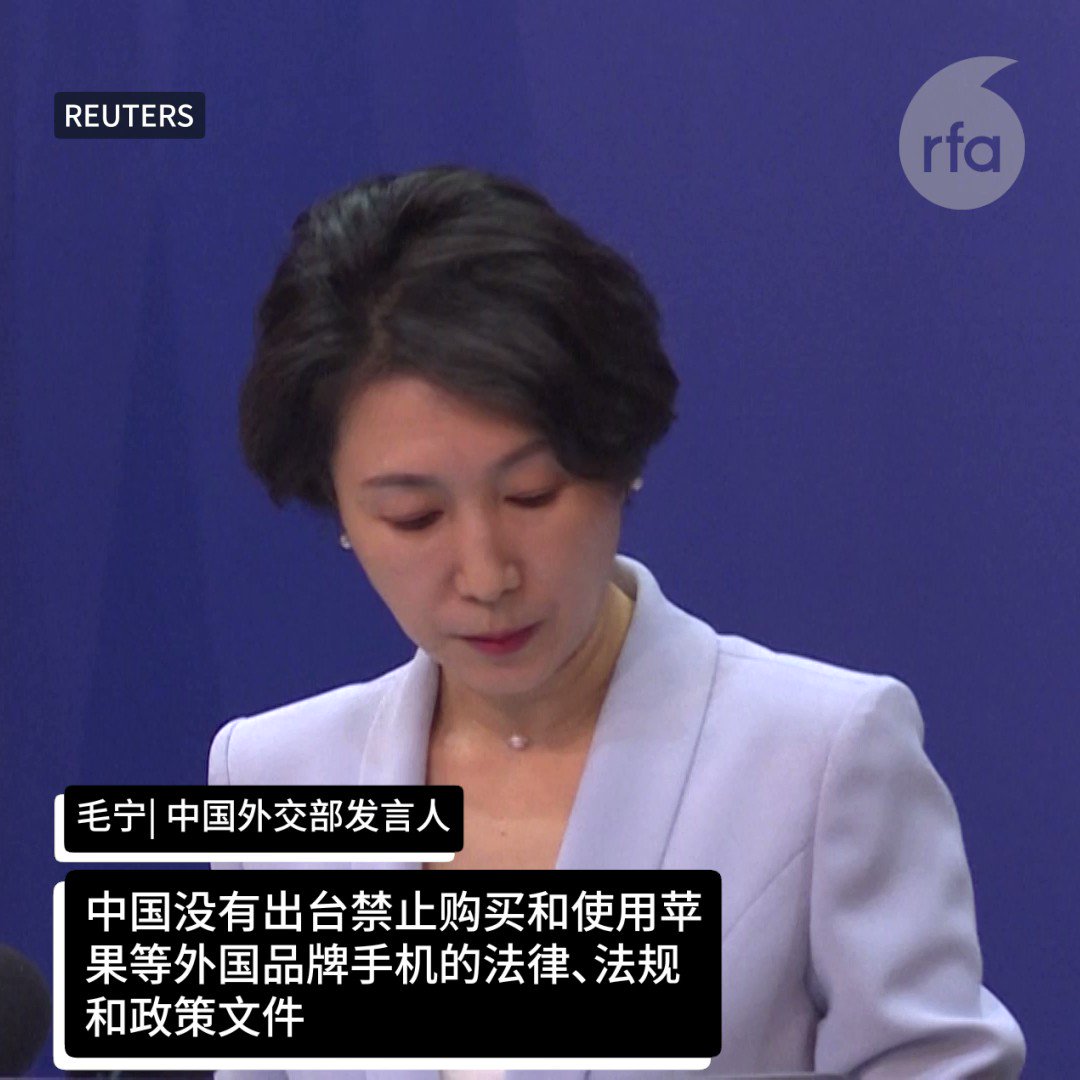 REUTERS
rfa
毛宁| 中国外交部发言人
中国没有出台禁止购买和使用苹
果等外国品牌手机的法律、法规
和政策文件